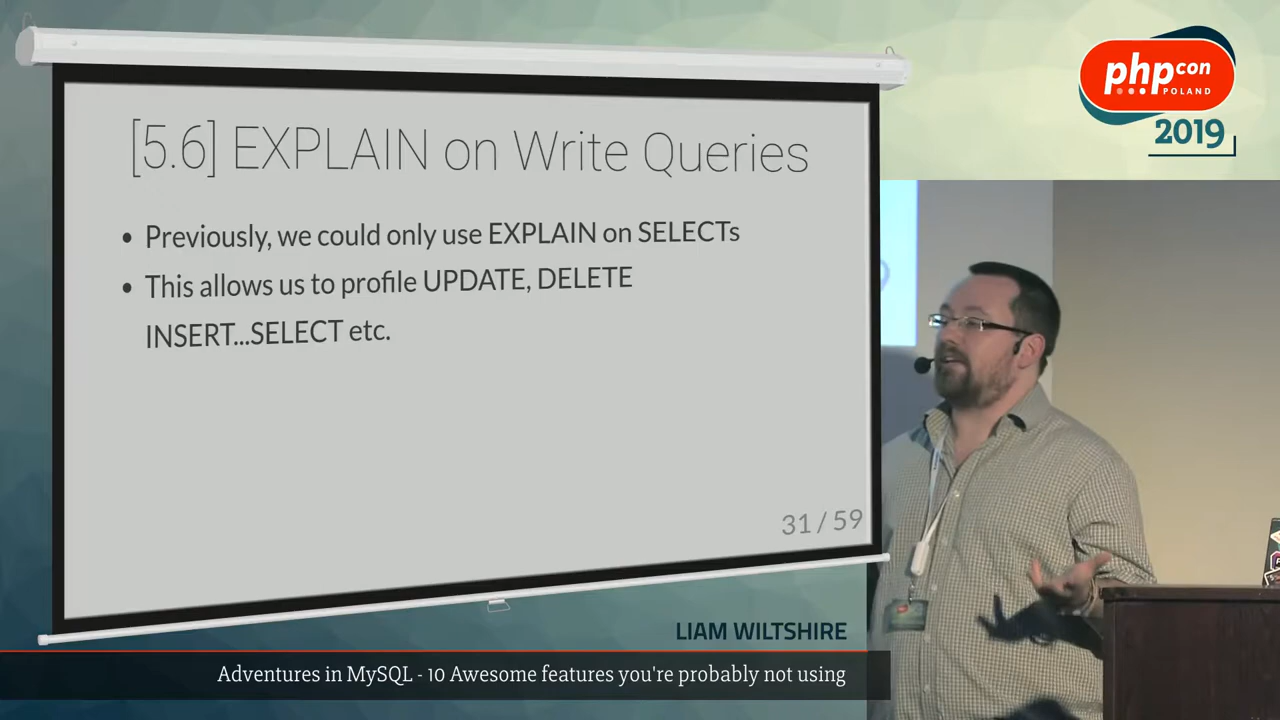 [5.6] EXPLAIN on Write Queries
• Previously, we could only use EXPLAIN on SELECTs
• This allows us to profile UPDATE, DELETE
INSERT...SELECT etc.
31 / 59
php con
POLAND
2019
LIAM WILTSHIRE
Adventures in MySQL - 10 Awesome features you're probably not using